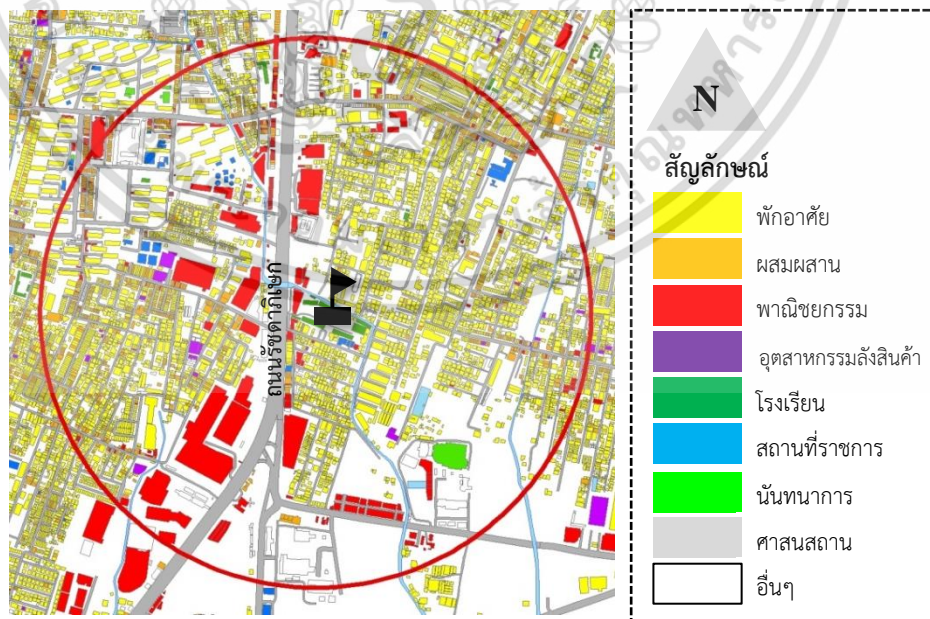 ถนนรัชดาภิเษก
N
สัญลักษณ์
พักอาศัย
ผสมผสาน
พาณิชยกรรม
อุตสาหกรรมลังสินค้า
โรงเรียน
สถานที่ราชการ
นันทนาการ
ศาสนสถาน
อื่นๆ